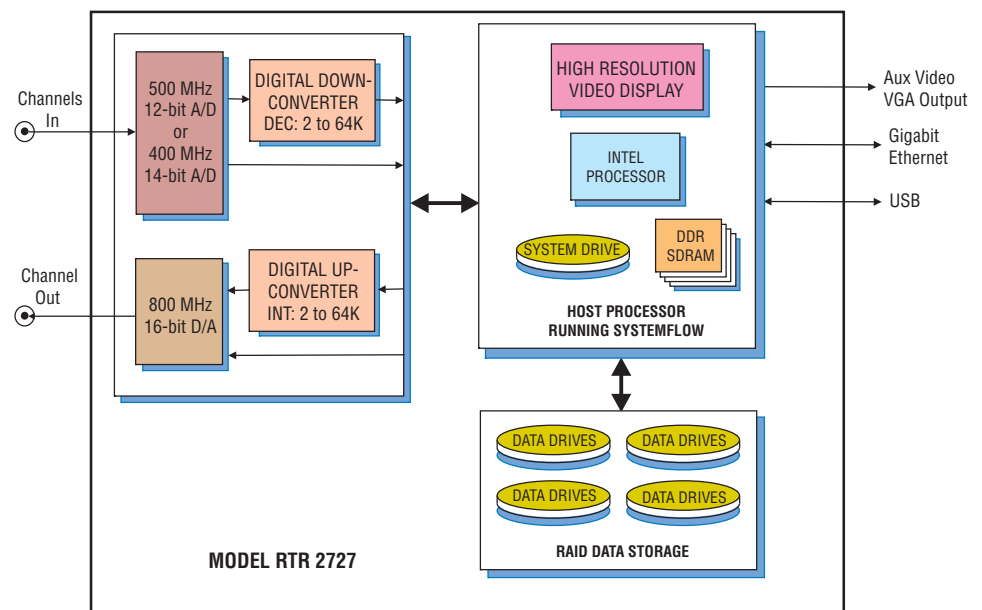 Channels
In
500 MHz
12-bit A/D
or
400 MHz
14-bit A/D
DIGITAL DOWN-
CONVERTER
DEC: 2 to 64K
Channel
Out
800 MHz
16-bit D/A
DIGITAL UP-
CONVERTER
INT: 2 to 64K
HIGH RESOLUTION
VIDEO DISPLAY
INTEL
PROCESSOR
SYSTEM DRIVE
DDR
SDRAM
HOST PROCESSOR
RUNNING SYSTEMFLOW
Aux Video
VGA Output
Gigabit
Ethernet
USB
DATA DRIVES
DATA DRIVES
DATA DRIVES
DATA DRIVES
RAID DATA STORAGE
MODEL RTR 2727